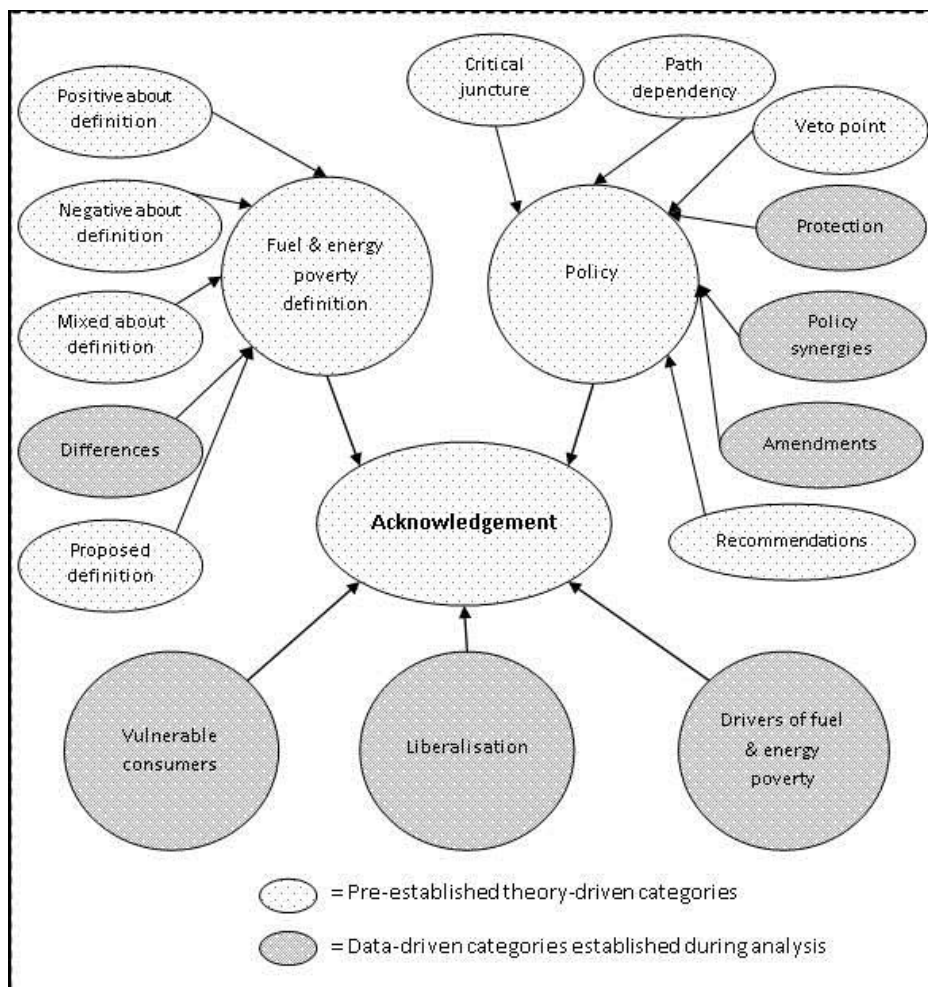 Critical
juncture
Path
dependency
Positive about
definition
Veto point
Negative about
definition
Fuel & energy
poverty
definition
Policy
Protection
Mixed about
definition
Policy
synergies
Differences
Amendments
Acknowledgement
Proposed
definition
Recommendations
Vulnerable
consumers
Liberalisation
Drivers of fuel
& energy
poverty
= Pre-established theory-driven categories
= Data-driven categories established during analysis